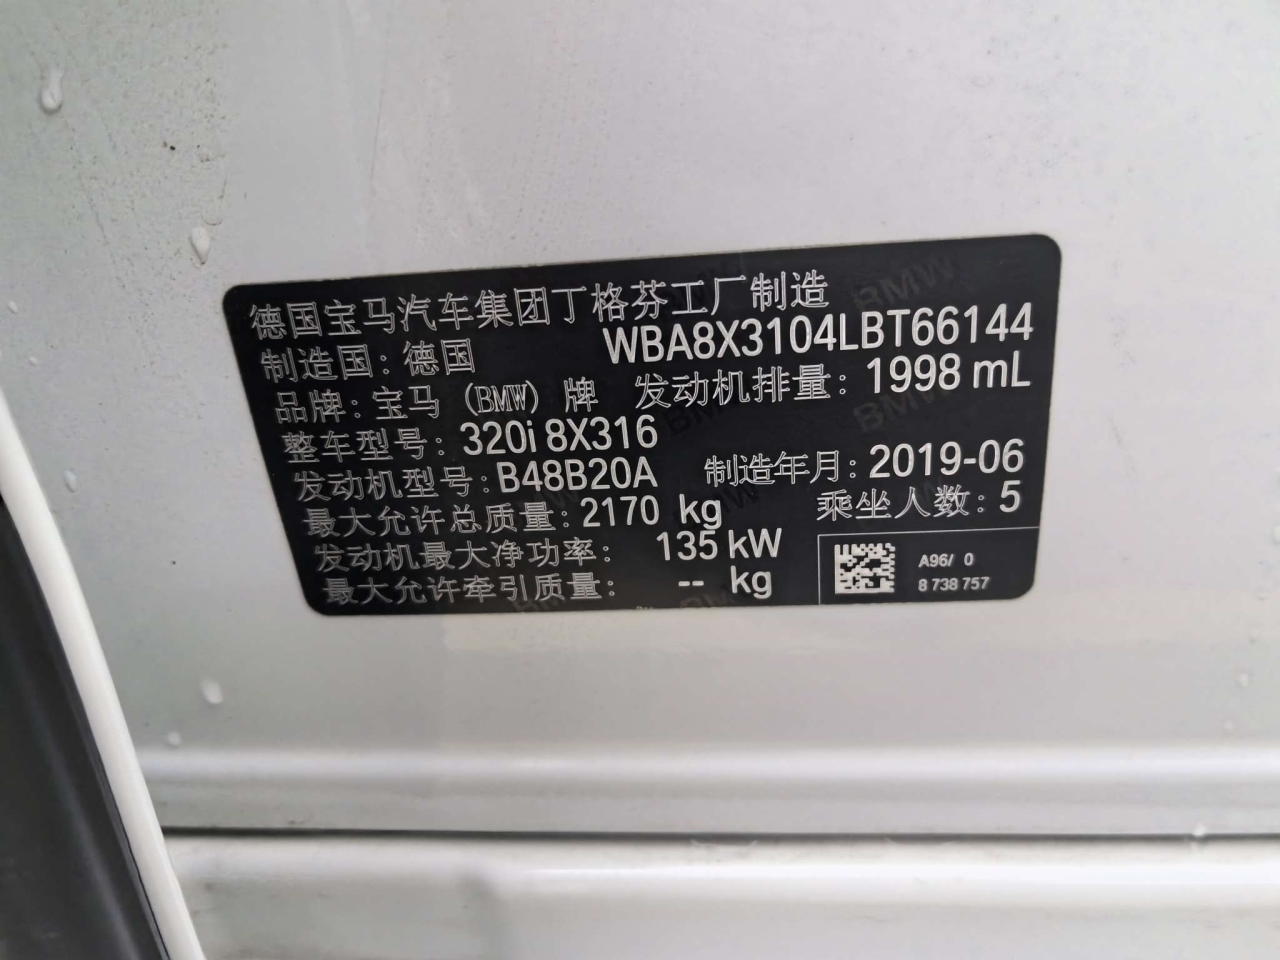 德国宝马汽车集团丁格芬工厂制造
制造国: 德国 WBA8X3104LBT66144
品牌: 宝马 (BMW) 牌 发动机排量: 1998 mL
整车型号: 320i 8X316
发动机型号: B48B20A 制造年月: 2019-06
最大允许总质量: 2170 kg 乘坐人数: 5
发动机最大净功率: 135 kW
最大允许牵引质量: -- kg
A96/ 0
8 738 757